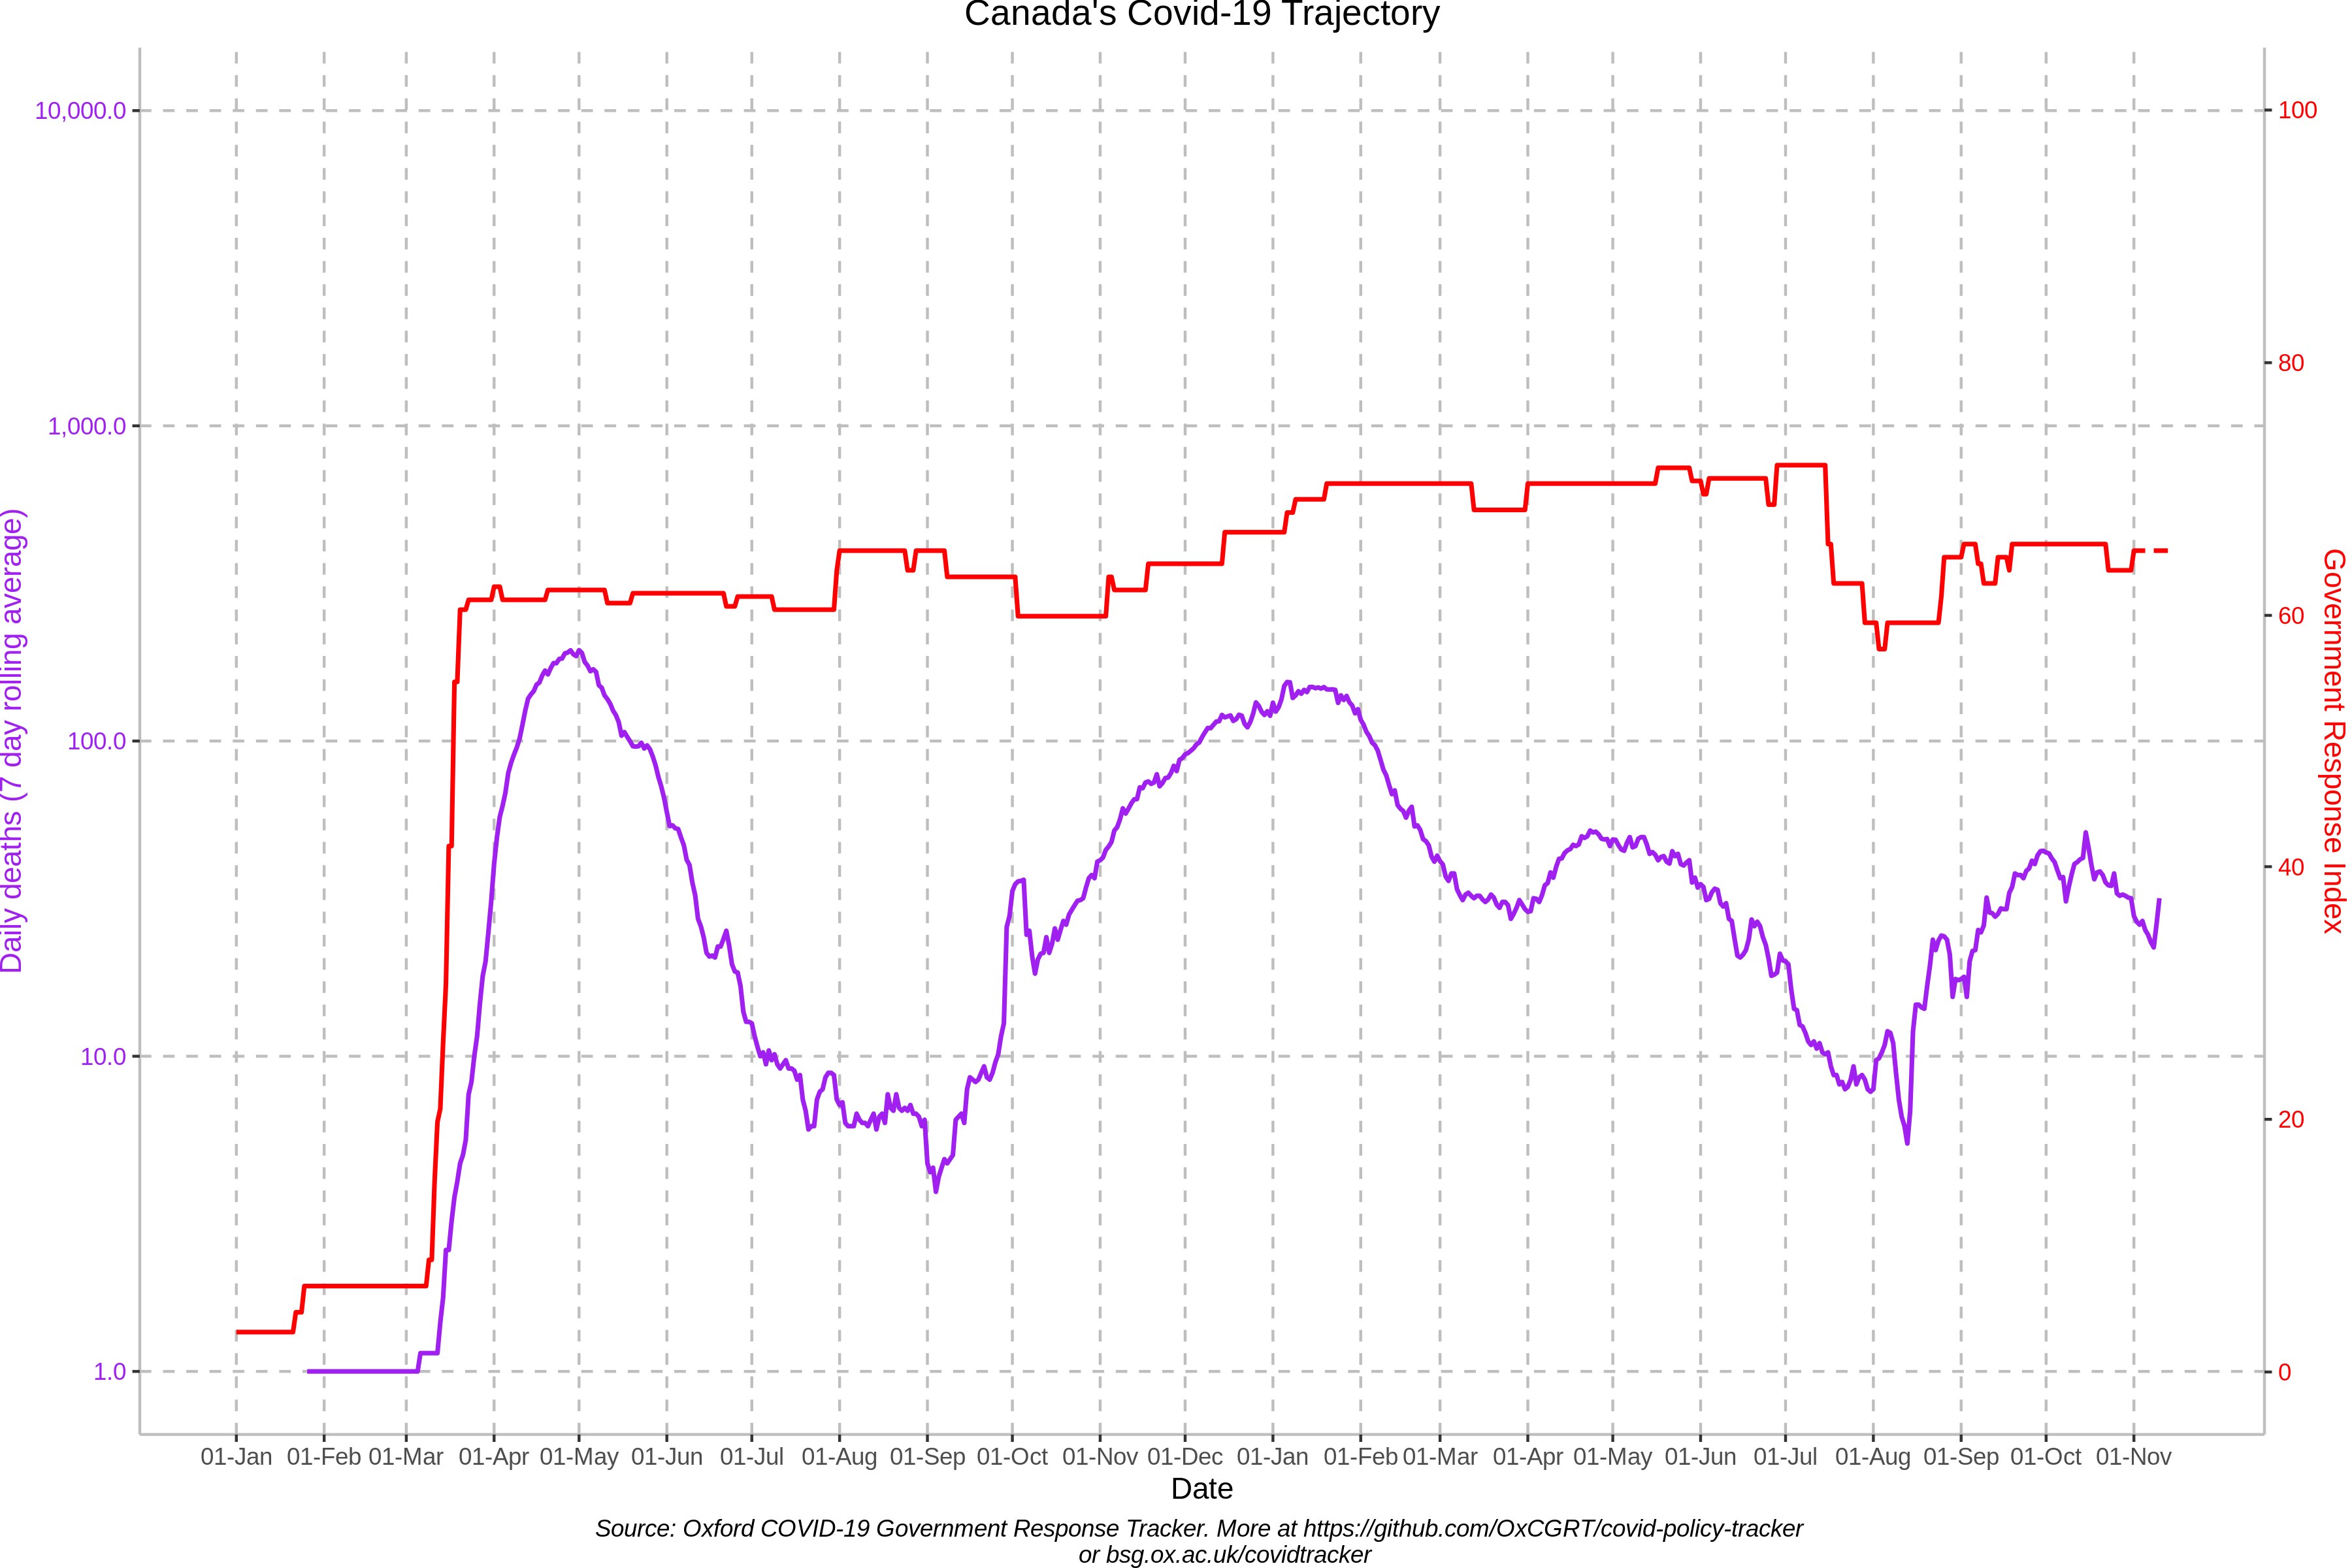 Canada's Covid-19 Trajectory
Daily deaths (7 day rolling average)
10,000.0
1,000.0
100.0
10.0
1.0
100
80
60
40
20
0
Government Response Index
01-Jan 01-Feb 01-Mar 01-Apr 01-May 01-Jun 01-Jul 01-Aug 01-Sep 01-Oct 01-Nov 01-Dec 01-Jan 01-Feb 01-Mar 01-Apr 01-May 01-Jun 01-Jul 01-Aug 01-Sep 01-Oct 01-Nov
Date
Source: Oxford COVID-19 Government Response Tracker. More at https://github.com/OxCGRT/covid-policy-tracker
or bsg.ox.ac.uk/covidtracker